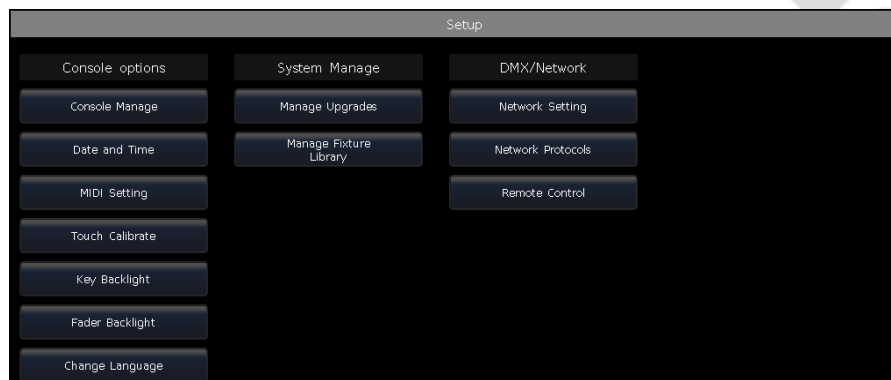 Setup
Console options
Console Manage
Date and Time
MIDI Setting
Touch Calibrate
Key Backlight
Fader Backlight
Change Language
System Manage
Manage Upgrades
Manage Fixture
Library
DMX/Network
Network Setting
Network Protocols
Remote Control